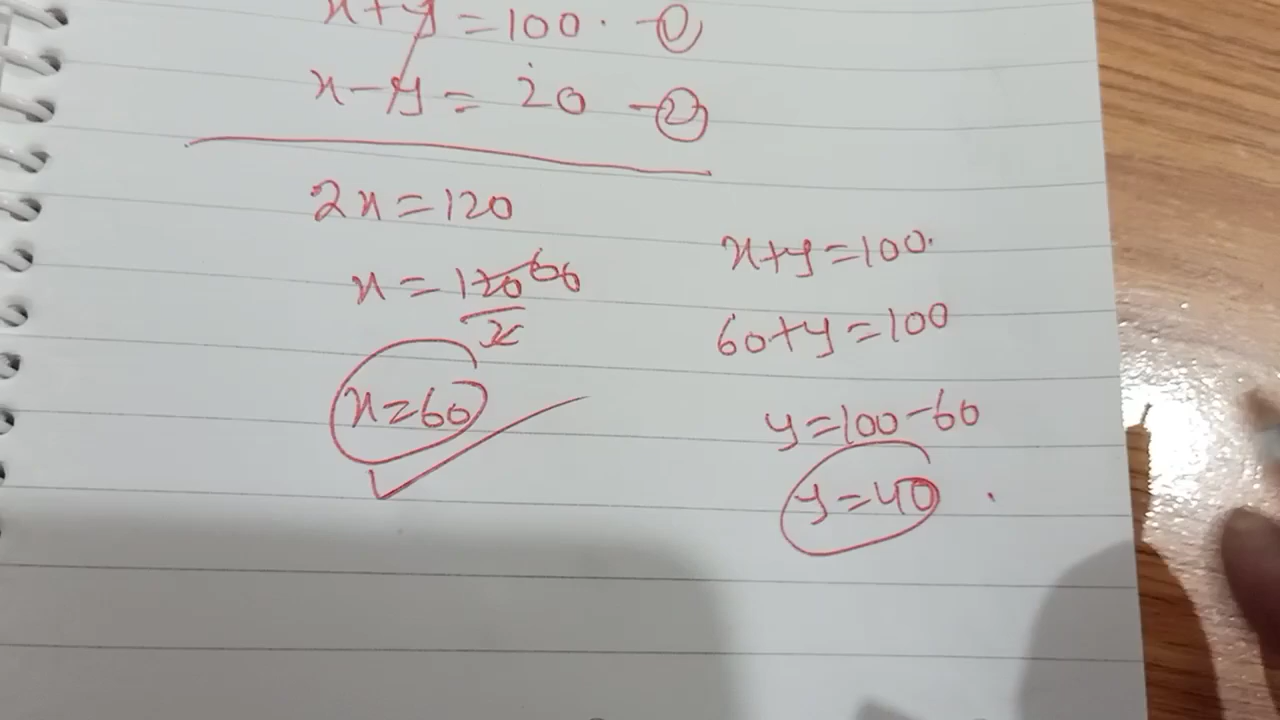 x+y=100. -①
x-y=20 -②
2x=120
x=120 60
2
x=60
x+y=100.
60+y=100
y=100-60
y=40